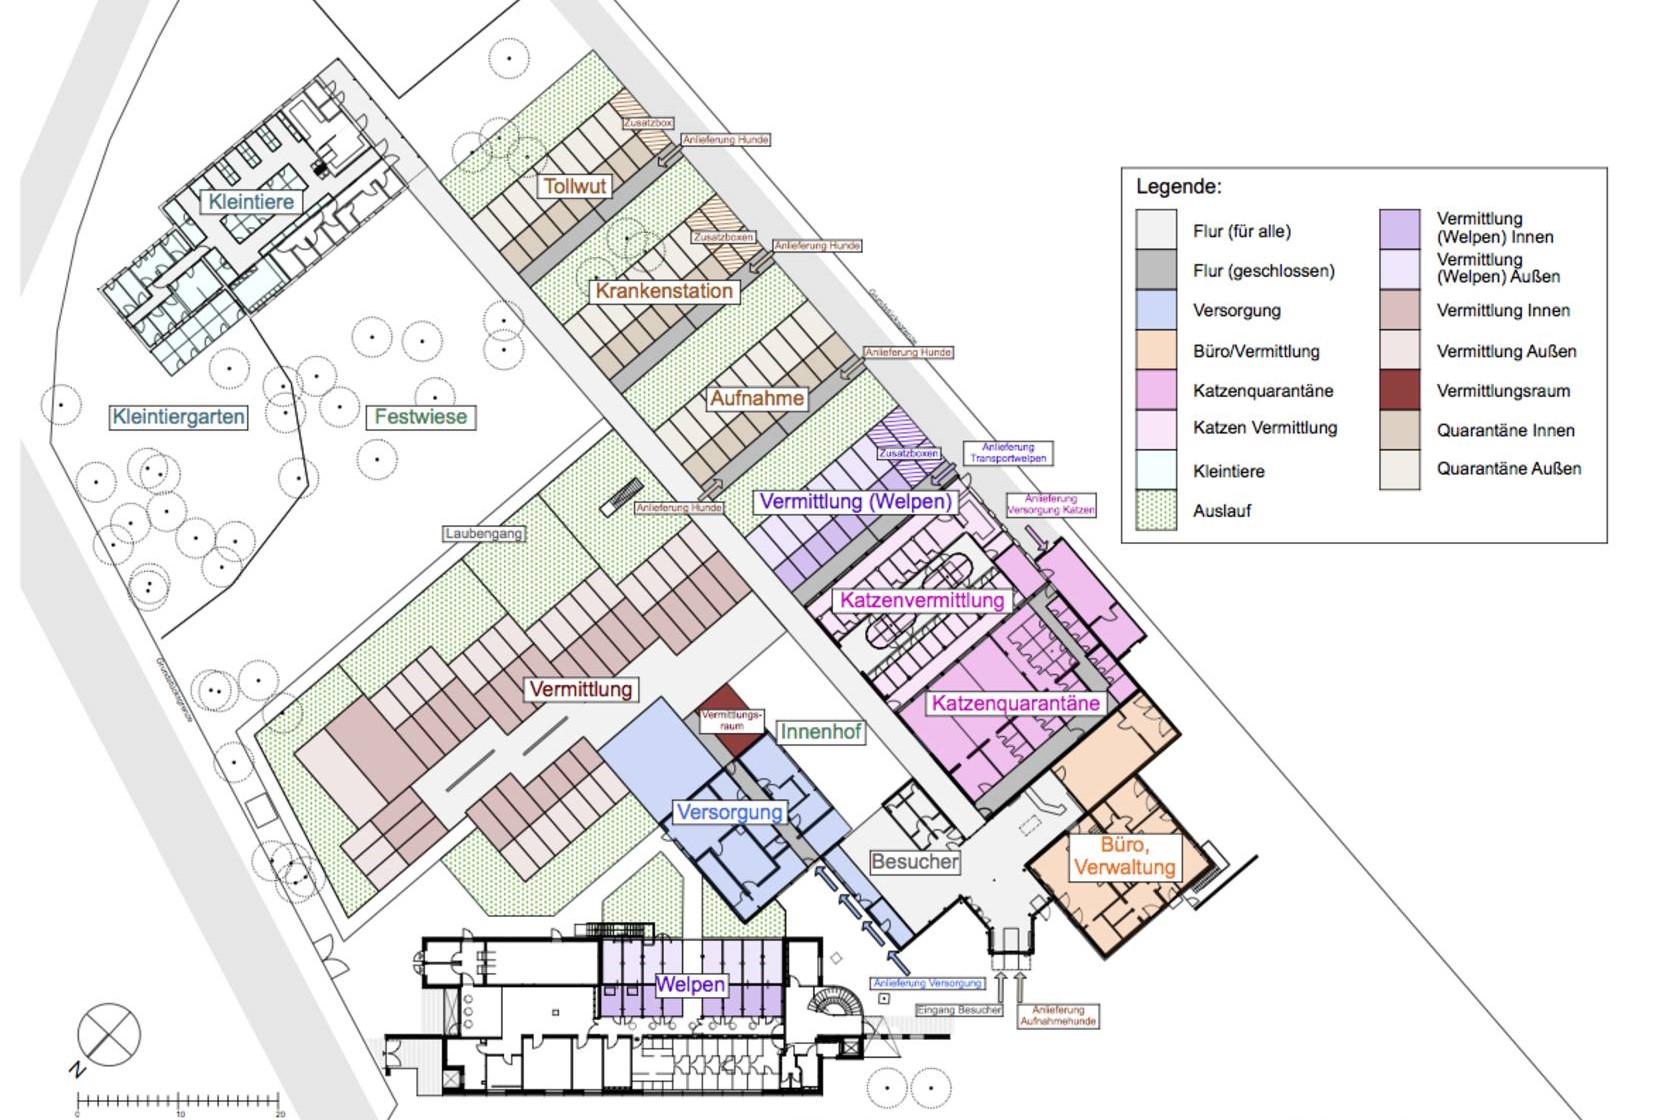 Zusatzbox
Anlieferung Hunde
Tollwut
Kleintiere
Zusatzboxen
Anlieferung Hunde
Krankenstation
Grundstücksgrenze
Anlieferung Hunde
Aufnahme
Kleintiergarten
Festwiese
Zusatzboxen
Anlieferung
Transportwelpen
Vermittlung (Welpen)
Anlieferung Hunde
Anlieferung
Versorgung Katzen
Laubengang
Katzenvermittlung
Grundstücksgrenze
Vermittlung
Katzenquarantäne
Vermittlungs-
raum
Innenhof
Versorgung
Besucher
Büro,
Verwaltung
Welpen
Anlieferung Versorgung
Eingang Besucher
Anlieferung
Aufnahmehunde
Legende:
Flur (für alle)
Flur (geschlossen)
Versorgung
Büro/Vermittlung
Katzenquarantäne
Katzen Vermittlung
Kleintiere
Auslauf
Vermittlung
(Welpen) Innen
Vermittlung
(Welpen) Außen
Vermittlung Innen
Vermittlung Außen
Vermittlungsraum
Quarantäne Innen
Quarantäne Außen
N
0 10 20